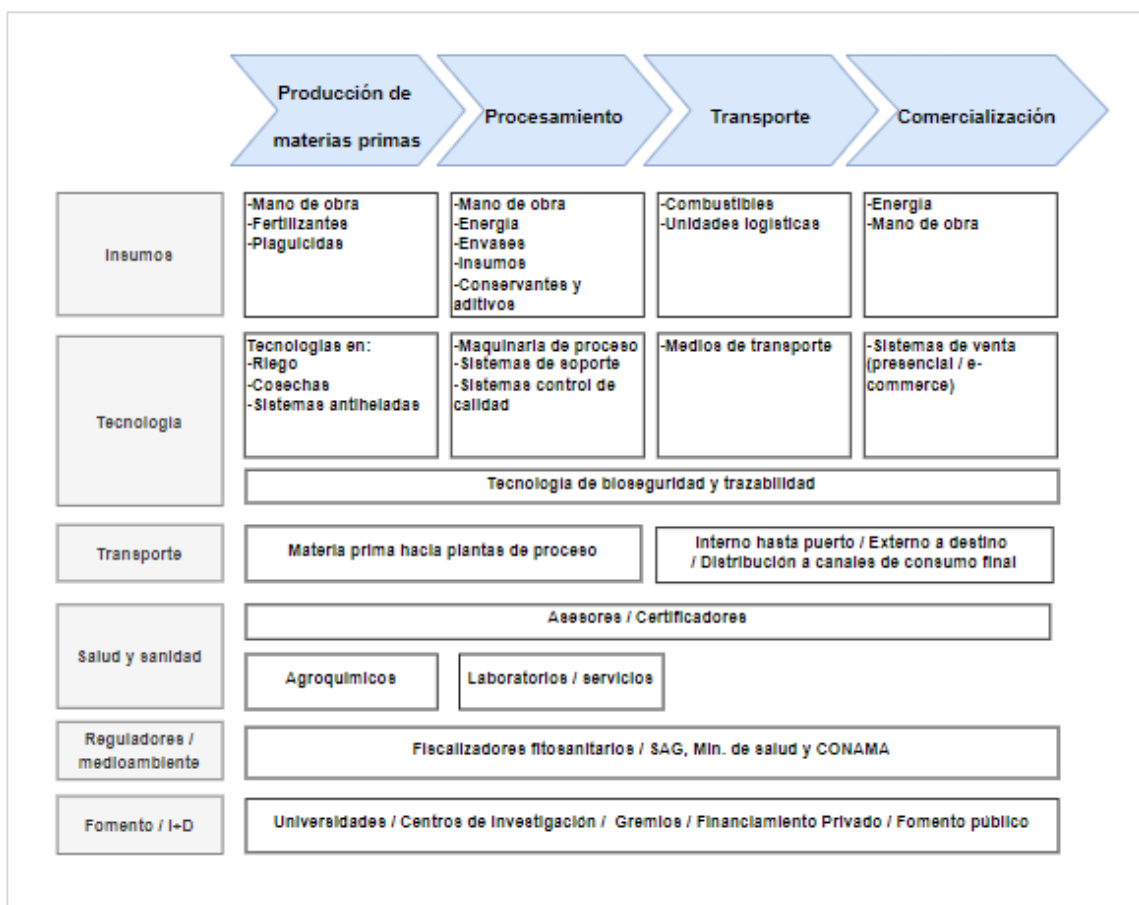 Producción de
materias primas
Procesamiento
Transporte
Comercialización
Insumos
-Mano de obra
-Fertilizantes
-Plaguicidas
-Mano de obra
-Energía
-Envases
-Insumos
-Conservantes y
aditivos
-Combustibles
-Unidades logísticas
-Energía
-Mano de obra
Tecnología
Tecnologías en:
-Riego
-Cosechas
-Sistemas antiheladas
-Maquinaria de proceso
-Sistemas de soporte
-Sistemas control de
calidad
-Medios de transporte
-Sistemas de venta
(presencial / e-
commerce)
Tecnología de bioseguridad y trazabilidad
Transporte
Materia prima hacia plantas de proceso
Interno hasta puerto / Externo a destino
/ Distribución a canales de consumo final
Salud y sanidad
Asesores / Certificadores
Agroquímicos
Laboratorios / servicios
Reguladores /
medioambiente
Fiscalizadores fitosanitarios / SAG, Min. de salud y CONAMA
Fomento / I+D
Universidades / Centros de Investigación / Gremios / Financiamiento Privado / Fomento público